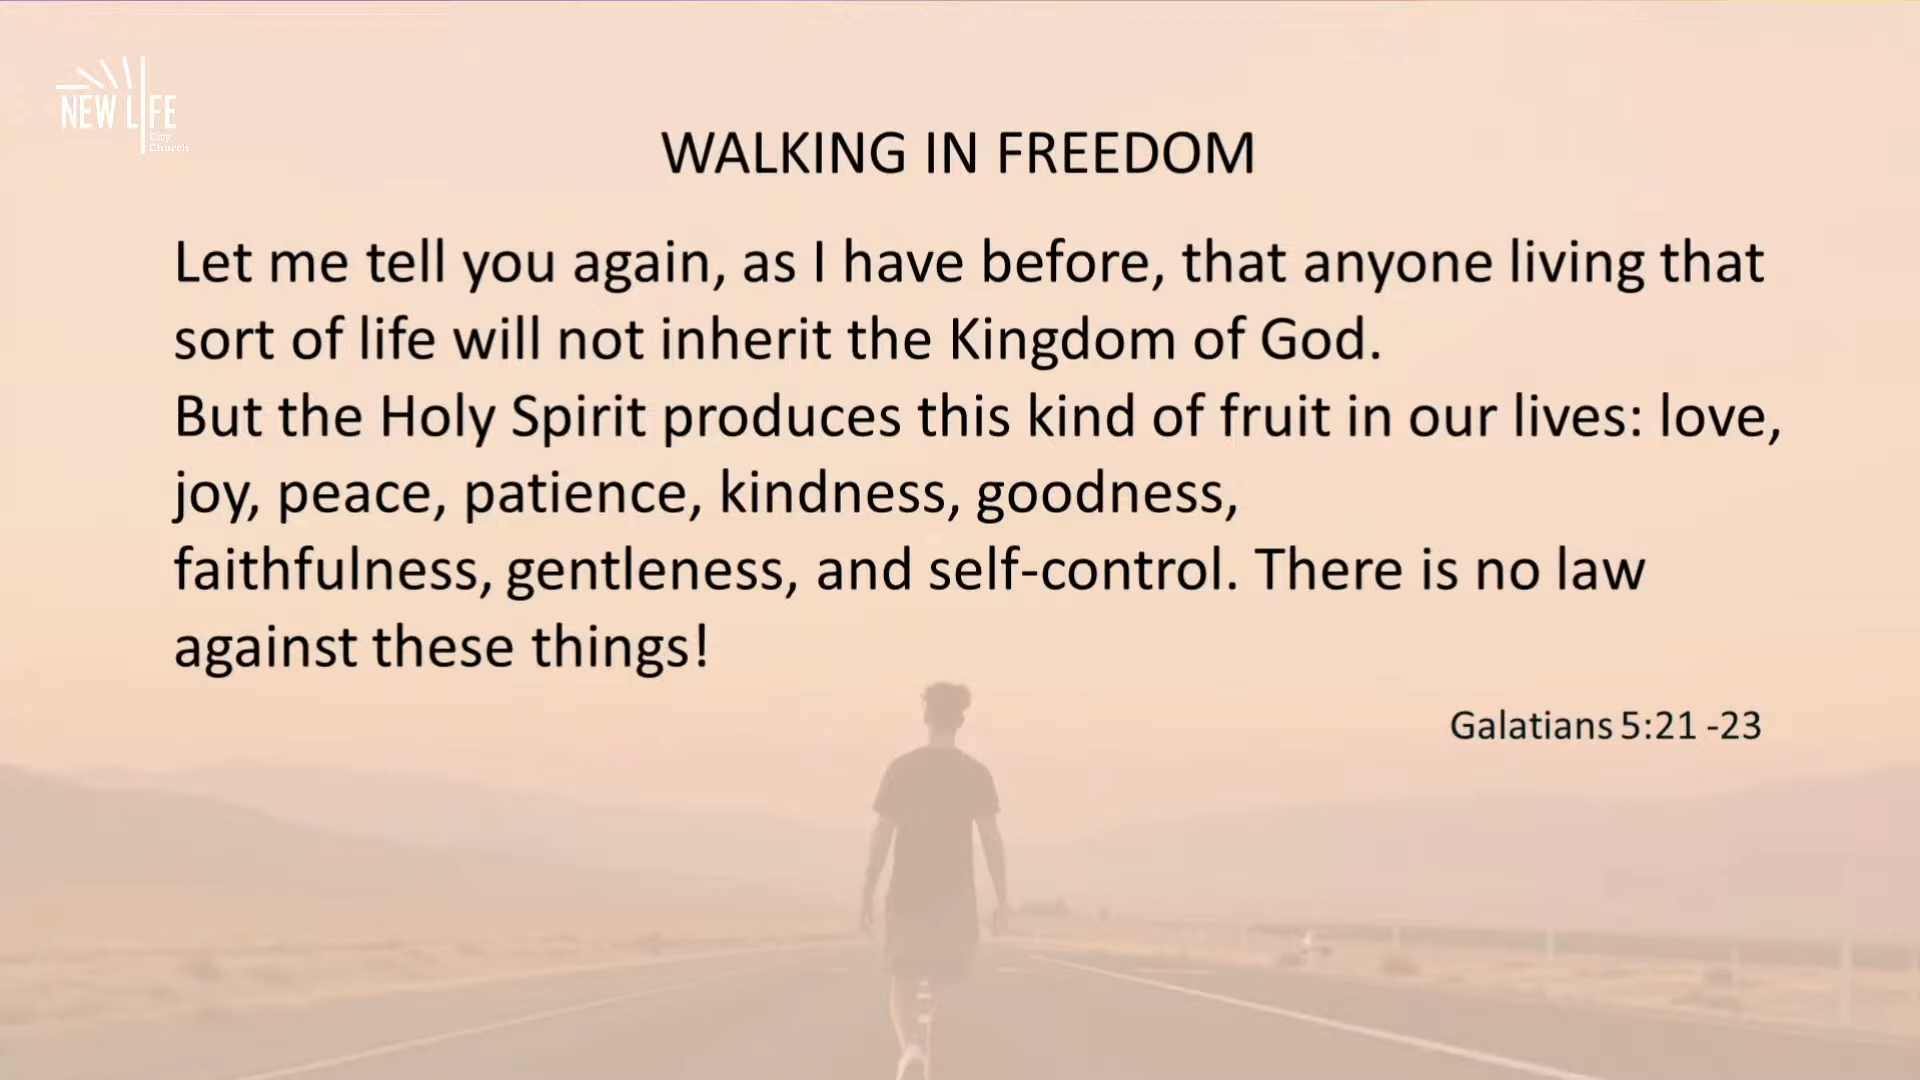 NEW LIFE
City
Church
WALKING IN FREEDOM
Let me tell you again, as I have before, that anyone living that
sort of life will not inherit the Kingdom of God.
But the Holy Spirit produces this kind of fruit in our lives: love,
joy, peace, patience, kindness, goodness,
faithfulness, gentleness, and self-control. There is no law
against these things!
Galatians 5:21 -23